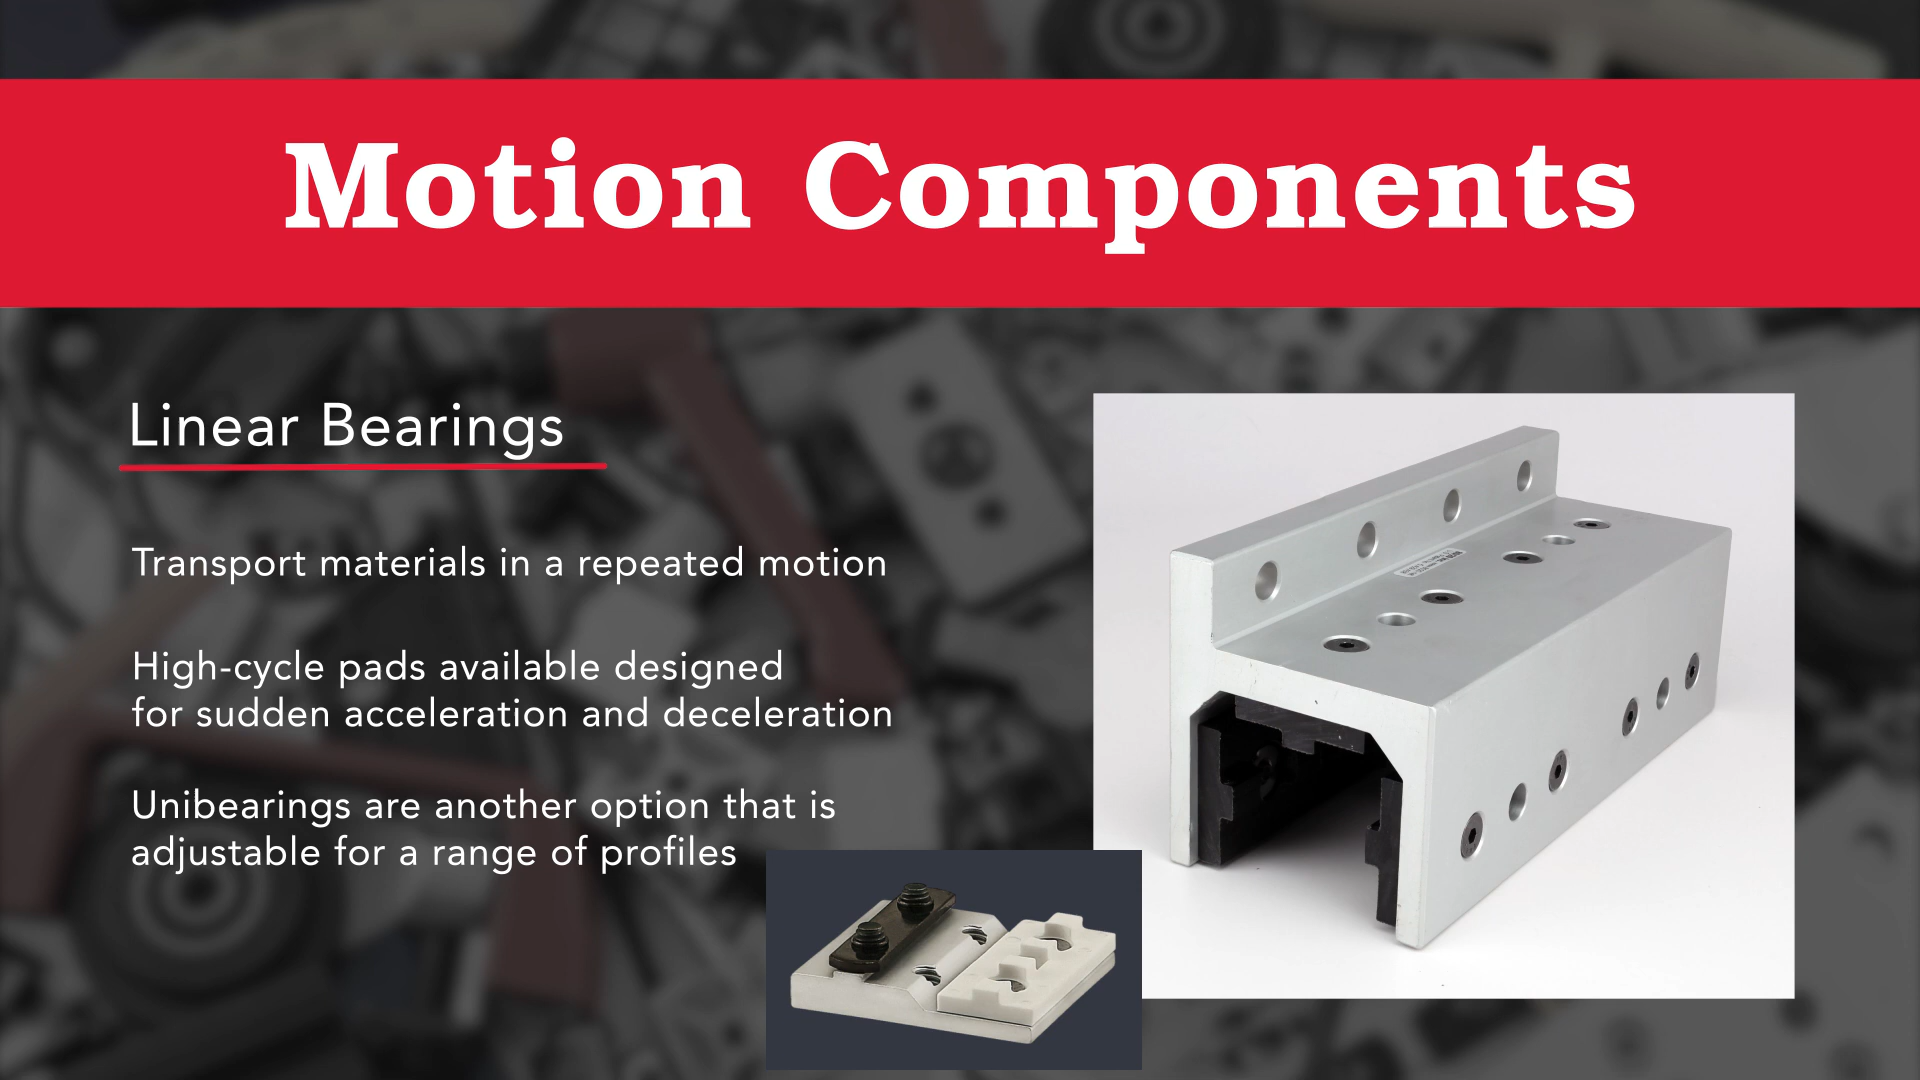 Motion Components
Linear Bearings
Transport materials in a repeated motion
High-cycle pads available designed
for sudden acceleration and deceleration
Unibearings are another option that is
adjustable for a range of profiles